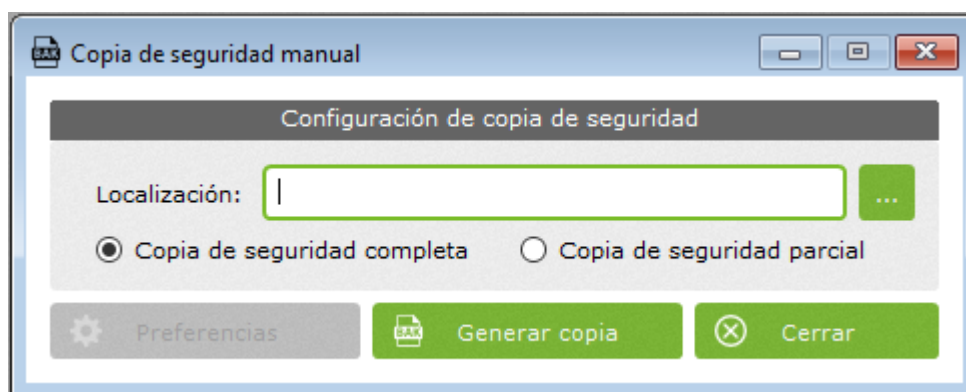 Copia de seguridad manual
Configuración de copia de seguridad
Localización:
...
Copia de seguridad completa Copia de seguridad parcial
Preferencias BAK Generar copia Cerrar